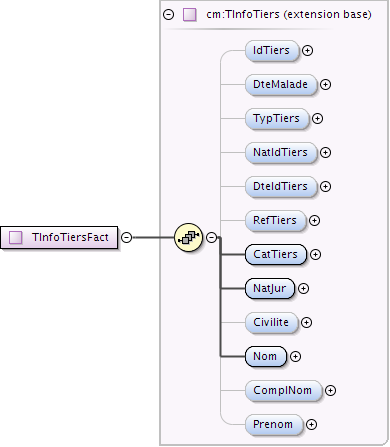 cm:TInfoTiers (extension base)
IdTiers
DteMalade
TypTiers
NatIdTiers
DteIdTiers
RefTiers
TInfoTiersFact
CatTiers
NatJur
Civilite
Nom
ComplNom
Prenom